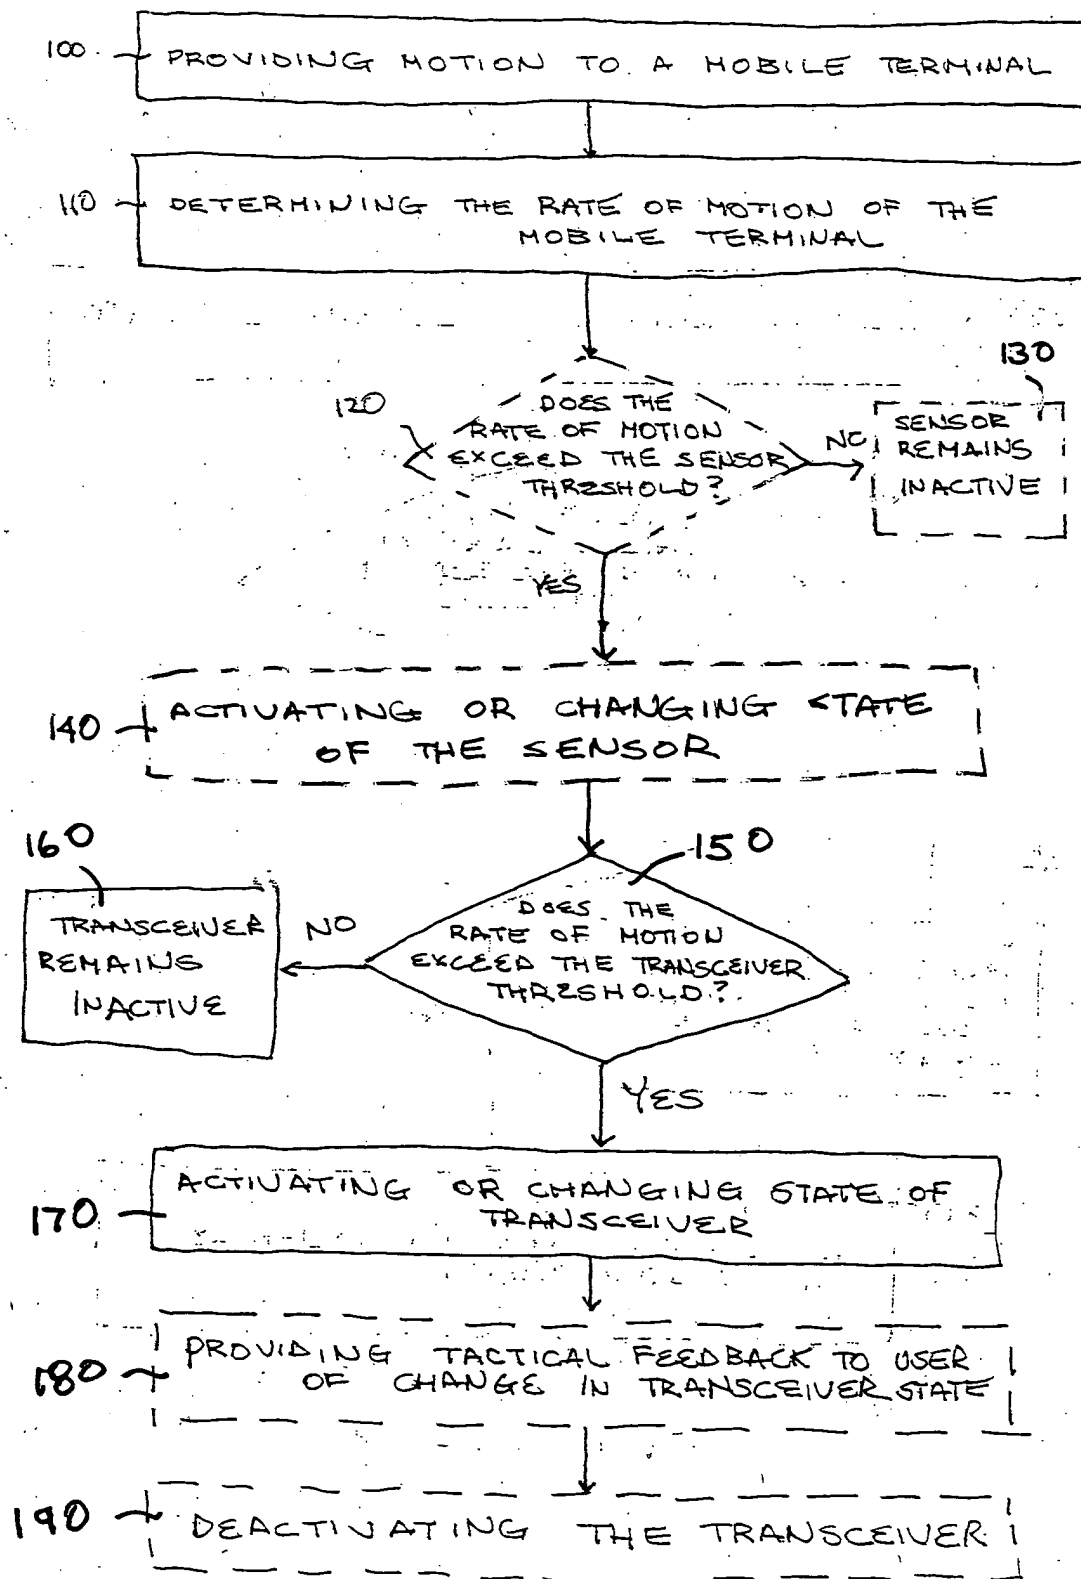 100
PROVIDING MOTION TO A MOBILE TERMINAL
110
DETERMINING THE RATE OF MOTION OF THE
MOBILE TERMINAL
120
DOES THE
RATE OF MOTION
EXCEED THE SENSOR
THRESHOLD?
NO
130
SENSOR
REMAINS
INACTIVE
YES
140
ACTIVATING OR CHANGING STATE
OF THE SENSOR
150
DOES THE
RATE OF MOTION
EXCEED THE TRANSCEIVER
THRESHOLD?
NO
160
TRANSCEIVER
REMAINS
INACTIVE
YES
170
ACTIVATING OR CHANGING STATE OF
TRANSCEIVER
180
PROVIDING TACTICAL FEEDBACK TO USER
OF CHANGE IN TRANSCEIVER STATE
190
DEACTIVATING THE TRANSCEIVER